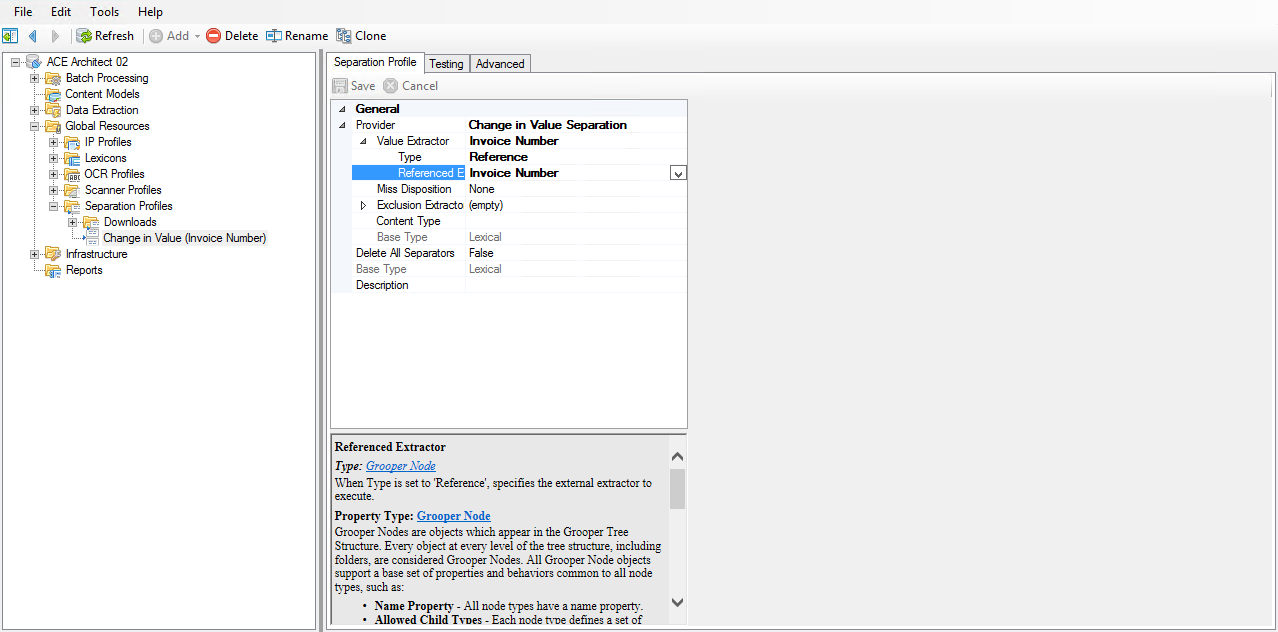 File Edit Tools Help
Refresh Add Delete Rename Clone
ACE Architect 02
Batch Processing
Content Models
Data Extraction
Global Resources
IP Profiles
Lexicons
OCR Profiles
Scanner Profiles
Separation Profiles
Downloads
Change in Value (Invoice Number)
Infrastructure
Reports
Separation Profile Testing Advanced
Save Cancel
General
Provider Change in Value Separation
Value Extractor Invoice Number
Type Reference
Referenced E Invoice Number
Miss Disposition None
Exclusion Extracto (empty)
Content Type
Base Type Lexical
Delete All Separators False
Base Type Lexical
Description
Referenced Extractor
Type: Grooper Node
When Type is set to 'Reference', specifies the external extractor to
execute.
Property Type: Grooper Node
Grooper Nodes are objects which appear in the Grooper Tree
Structure. Every object at every level of the tree structure, including
folders, are considered Grooper Nodes. All Grooper Node objects
support a base set of properties and behaviors common to all node
types, such as:
• Name Property - All node types have a name property.
• Allowed Child Types - Each node type defines a set of